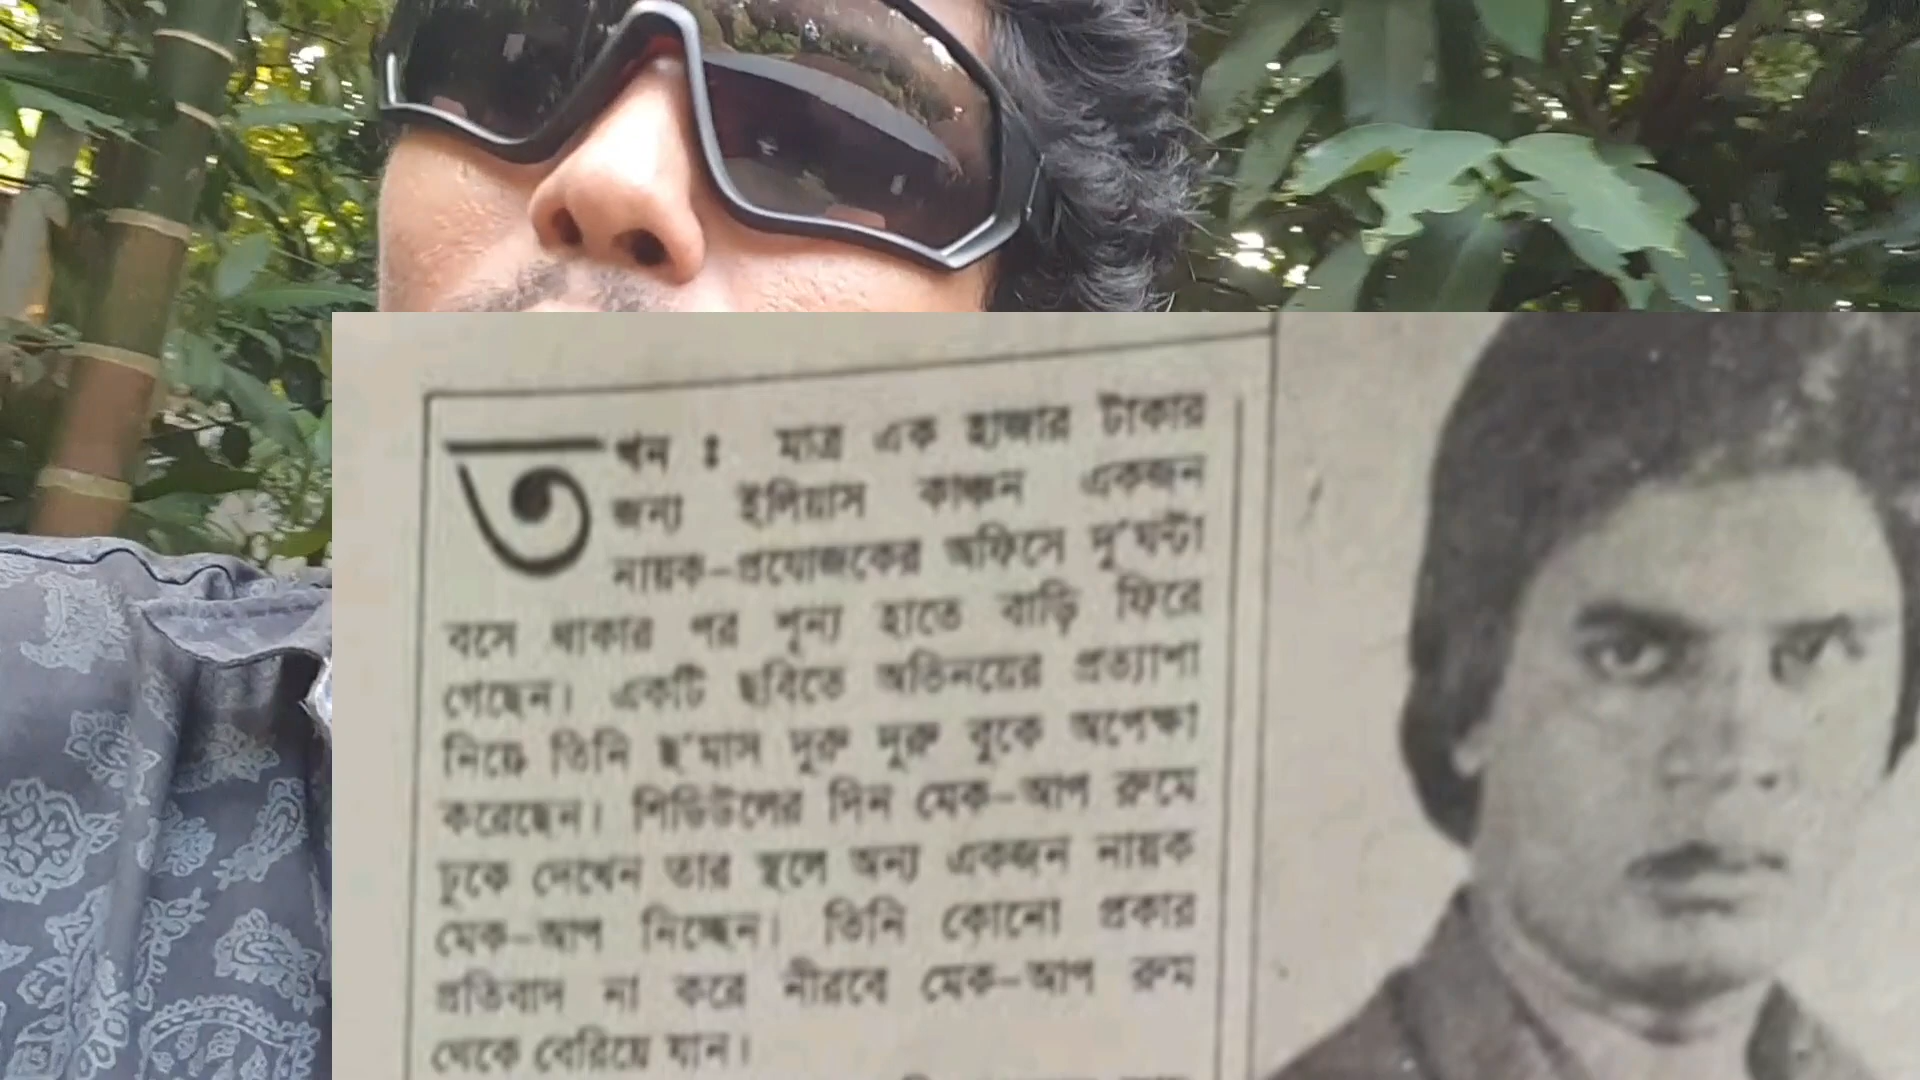 তখন : মাত্র এক হাজার টাকার
জন্য ইলিয়াস কাঞ্চন একজন
নায়ক-প্রযোজকের অফিসে দু'ঘন্টা
বসে থাকার পর শূন্য হাতে বাড়ি ফিরে
গেছেন। একটি ছবিতে অভিনয়ের প্রত্যাশা
নিয়ে তিনি ছ'মাস দুরু দুরু বুকে অপেক্ষা
করেছেন। শিডিউলের দিন মেক-আপ রুমে
ঢুকে দেখেন তার স্থলে অন্য একজন নায়ক
মেক-আপ নিচ্ছেন। তিনি কোনো প্রকার
প্রতিবাদ না করে নীরবে মেক-আপ রুম
থেকে বেরিয়ে যান।